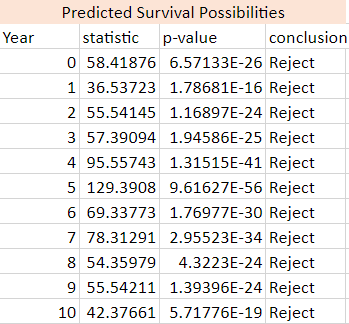 Predicted Survival Possibilities
Year statistic p-value conclusion
0 58.41876 6.57133E-26 Reject
1 36.53723 1.78681E-16 Reject
2 55.54145 1.16897E-24 Reject
3 57.39094 1.94586E-25 Reject
4 95.55743 1.31515E-41 Reject
5 129.3908 9.61627E-56 Reject
6 69.33773 1.76977E-30 Reject
7 78.31291 2.95523E-34 Reject
8 54.35979 4.3223E-24 Reject
9 55.54211 1.39396E-24 Reject
10 42.37661 5.71776E-19 Reject